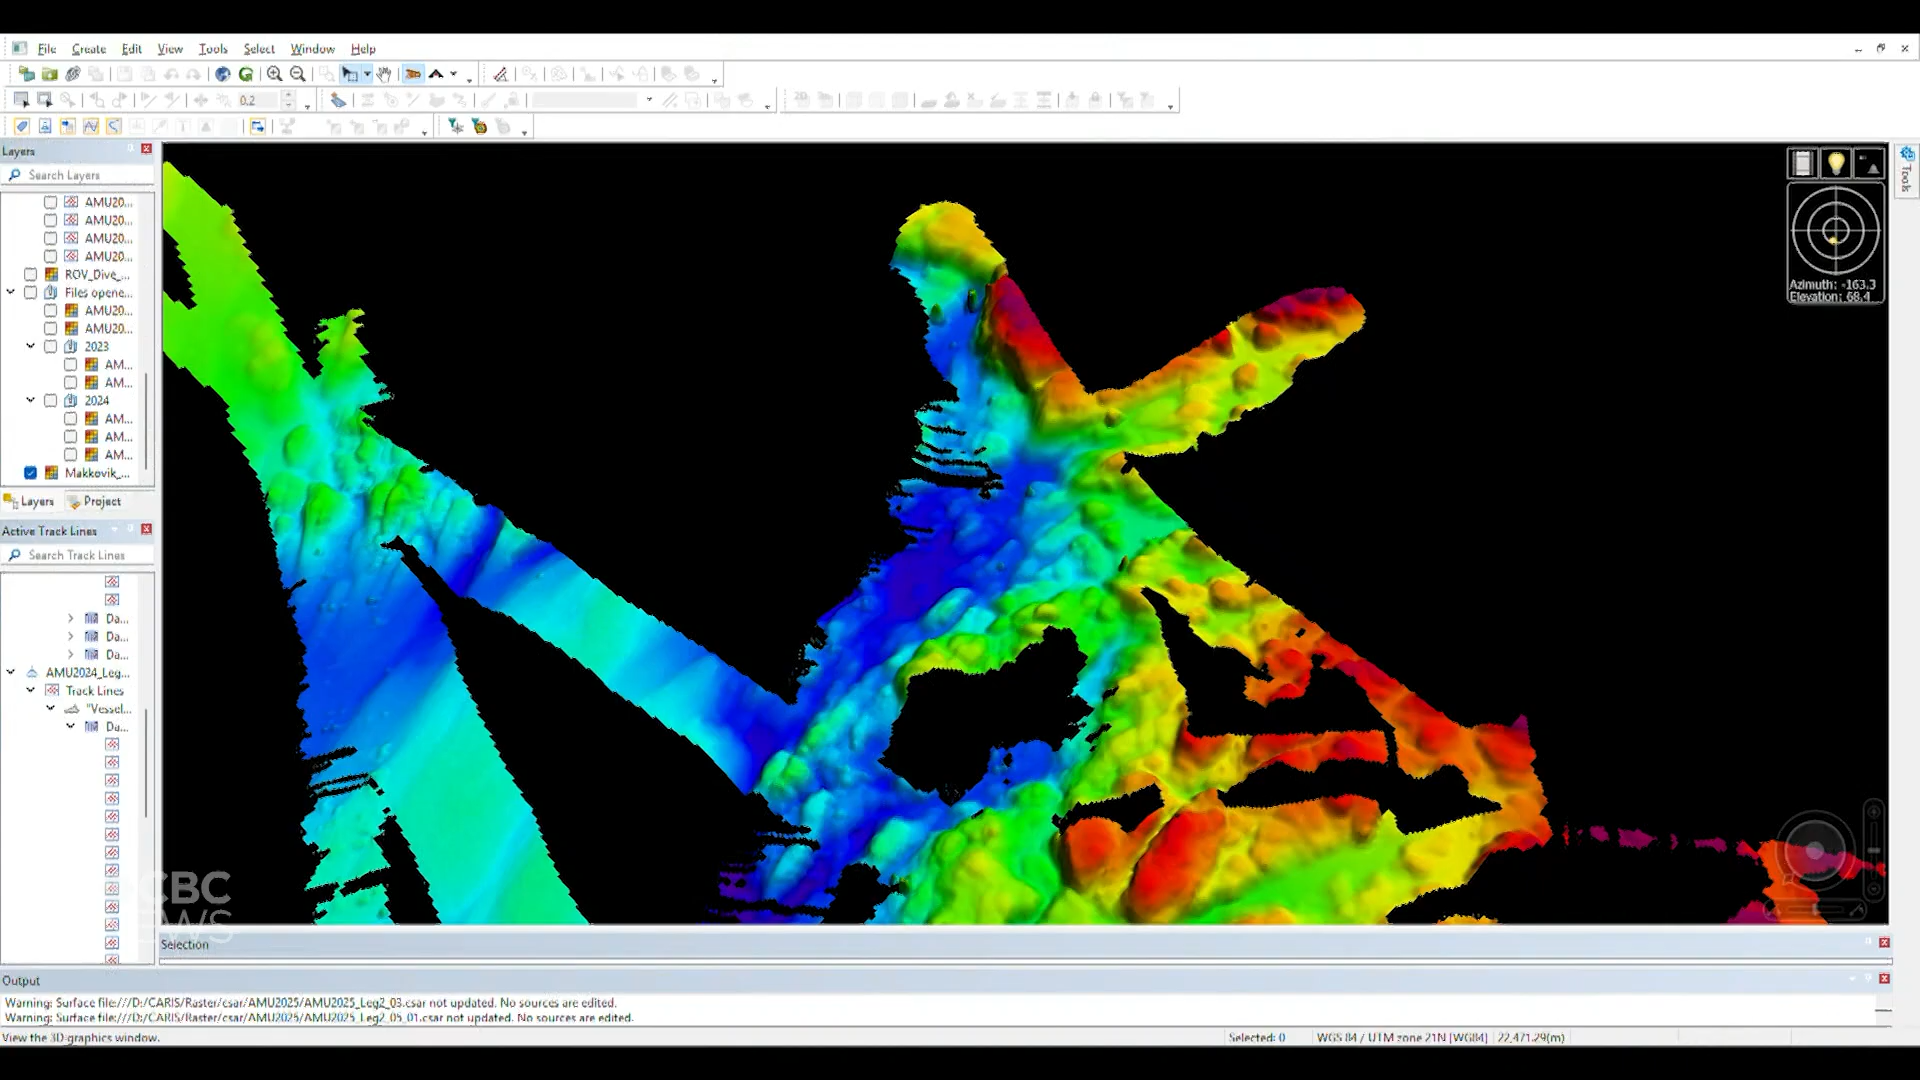 File Create Edit View Tools Select Window Help
0.2
Layers
Search Layers
AMU20...
AMU20...
AMU20...
AMU20...
ROV_Dive_...
Files opene...
AMU20...
AMU20...
2023
AM...
AM...
2024
AM...
AM...
AM...
Makkovik_...
Layers Project
Active Track Lines
Search Track Lines
Da...
Da...
Da...
AMU2024_Leg...
Track Lines
"Vessel...
Da...
Azimuth: -163.3
Elevation: 68.4
Tools
CBC
NEWS
Selection
Output
Warning: Surface file:///D:/CARIS/Raster/csar/AMU2025/AMU2025_Leg2_03.csar not updated. No sources are edited.
Warning: Surface file:///D:/CARIS/Raster/csar/AMU2025/AMU2025_Leg2_05_01.csar not updated. No sources are edited.
View the 3D graphics window.
Selected: 0 WGS 84 / UTM zone 21N [WG84] 22,471.29(m)